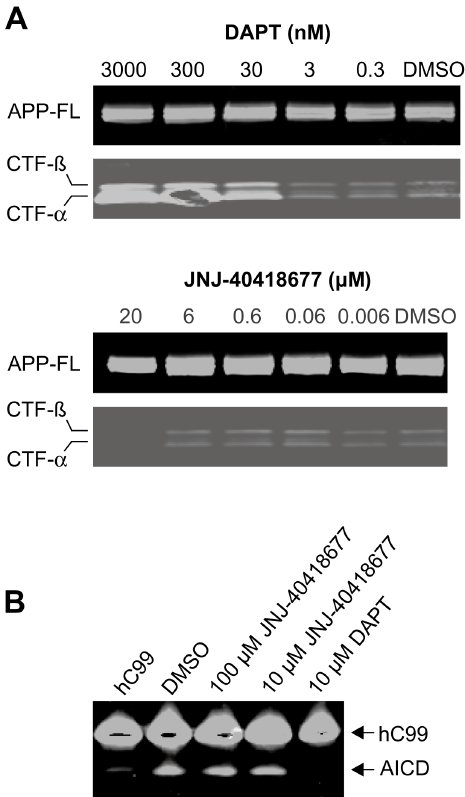 A
DAPT (nM)
3000 300 30 3 0.3 DMSO
APP-FL
CTF-ß
CTF-α
JNJ-40418677 (µM)
20 6 0.6 0.06 0.006 DMSO
APP-FL
CTF-ß
CTF-α
B
hC99
DMSO
100 µM JNJ-40418677
10 µM JNJ-40418677
10 µM DAPT
hC99
AICD